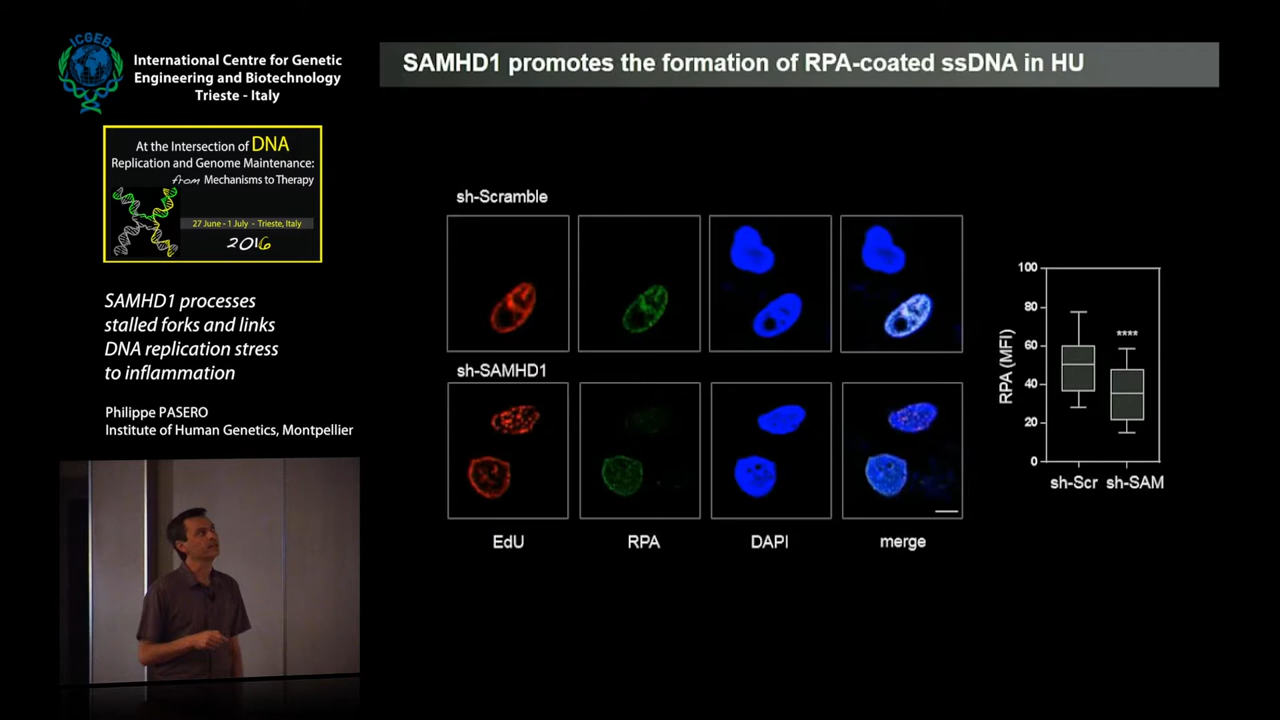 ICGEB
International Centre for Genetic
Engineering and Biotechnology
Trieste - Italy
At the Intersection of DNA
Replication and Genome Maintenance:
from Mechanisms to Therapy
27 June - 1 July - Trieste, Italy
2016
SAMHD1 processes
stalled forks and links
DNA replication stress
to inflammation
Philippe PASERO
Institute of Human Genetics, Montpellier
SAMHD1 promotes the formation of RPA-coated ssDNA in HU
sh-Scramble
sh-SAMHD1
EdU RPA DAPI merge
RPA (MFI)
100
80
60
40
20
0
****
sh-Scr sh-SAM